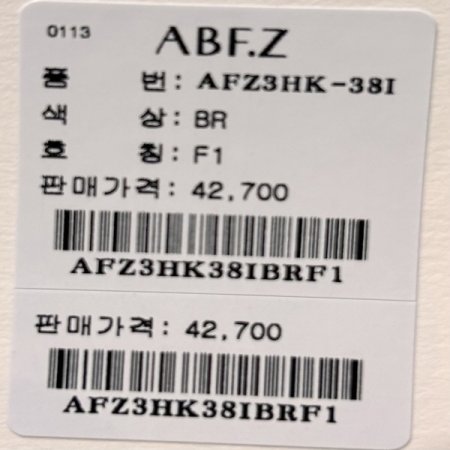 0113 ABF.Z
품 번: AFZ3HK-38I
색 상: BR
호 칭: F1
판매가격: 42,700
AFZ3HK38IBRF1
판매가격: 42,700
AFZ3HK38IBRF1